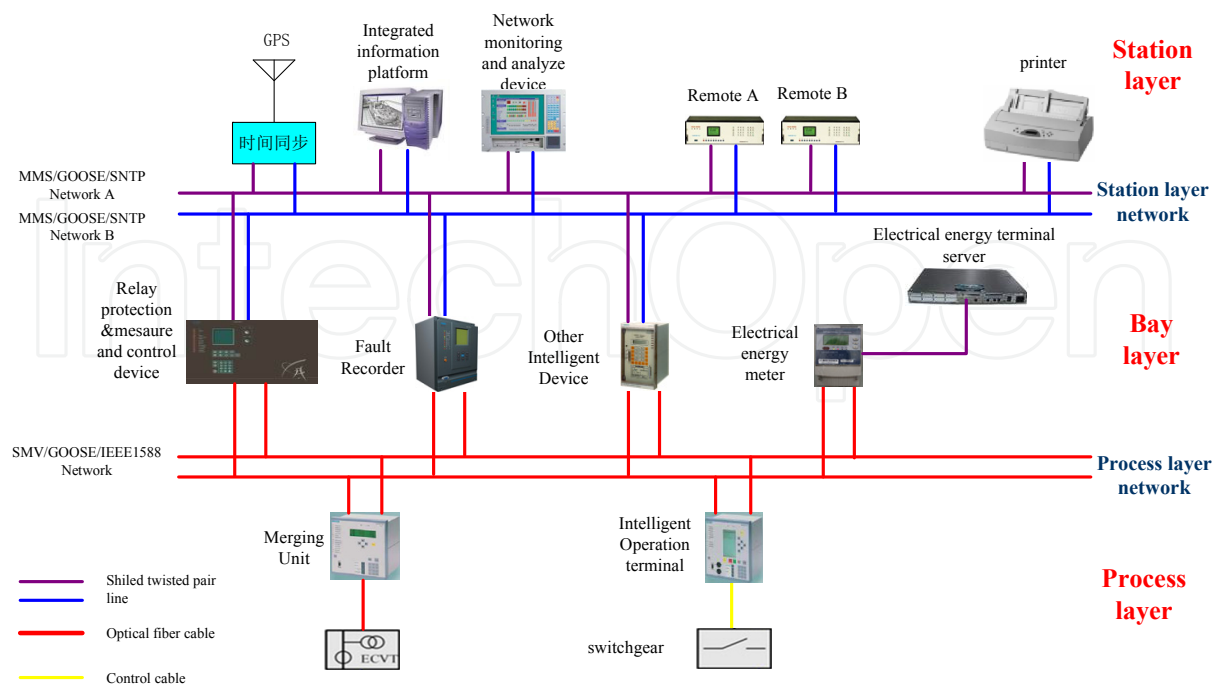 GPS
时间同步
Integrated
information
platform
Network
monitoring
and analyze
device
Remote A
Remote B
printer
Station
layer
MMS/GOOSE/SNTP
Network A
MMS/GOOSE/SNTP
Network B
Station layer
network
IntechOpen
Electrical energy terminal
server
Relay
protection
&mesaure
and control
device
Fault
Recorder
Other
Intelligent
Device
Electrical
energy
meter
Bay
layer
SMV/GOOSE/IEEE1588
Network
Process layer
network
Merging
Unit
Intelligent
Operation
terminal
Process
layer
Shiled twisted pair
line
Optical fiber cable
Control cable
ECVT
switchgear